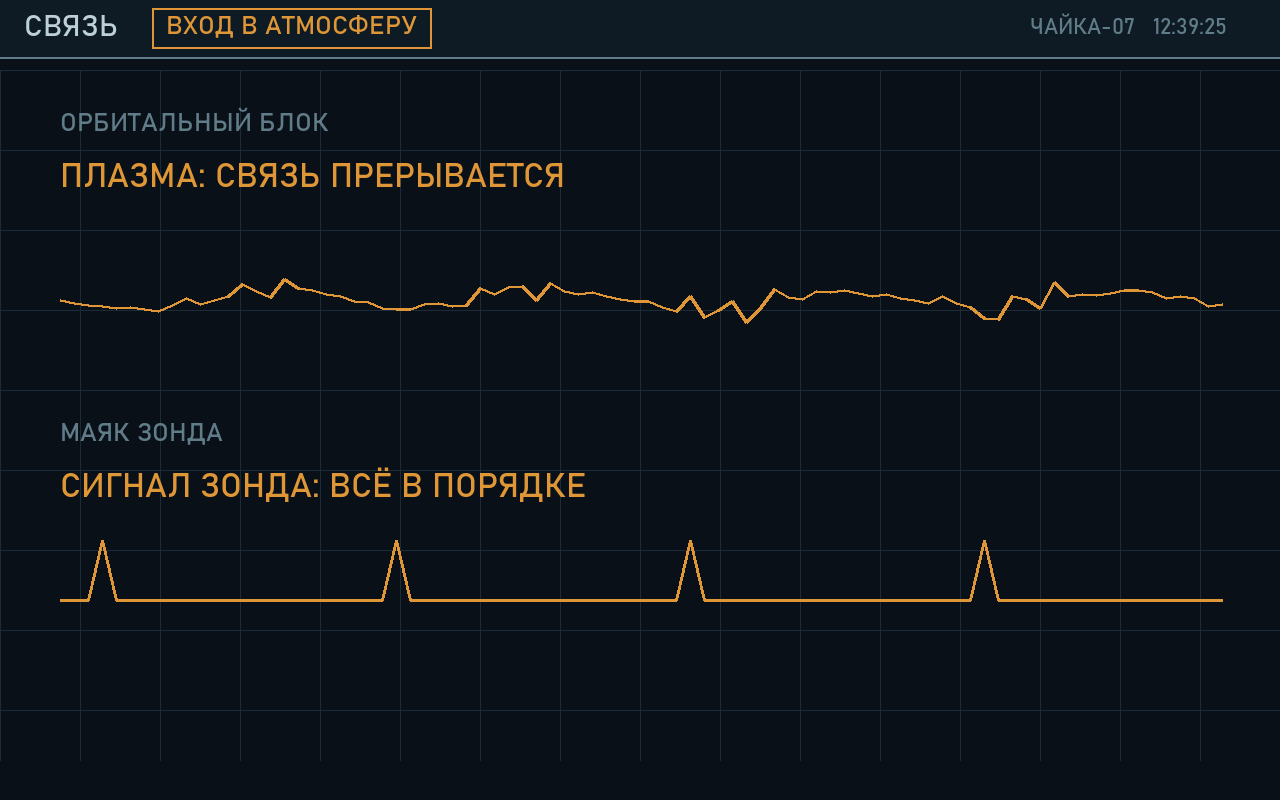 СВЯЗЬ
ВХОД В АТМОСФЕРУ
ЧАЙКА-07 12:39:25
ОРБИТАЛЬНЫЙ БЛОК
ПЛАЗМА: СВЯЗЬ ПРЕРЫВАЕТСЯ
МАЯК ЗОНДА
СИГНАЛ ЗОНДА: ВСЁ В ПОРЯДКЕ